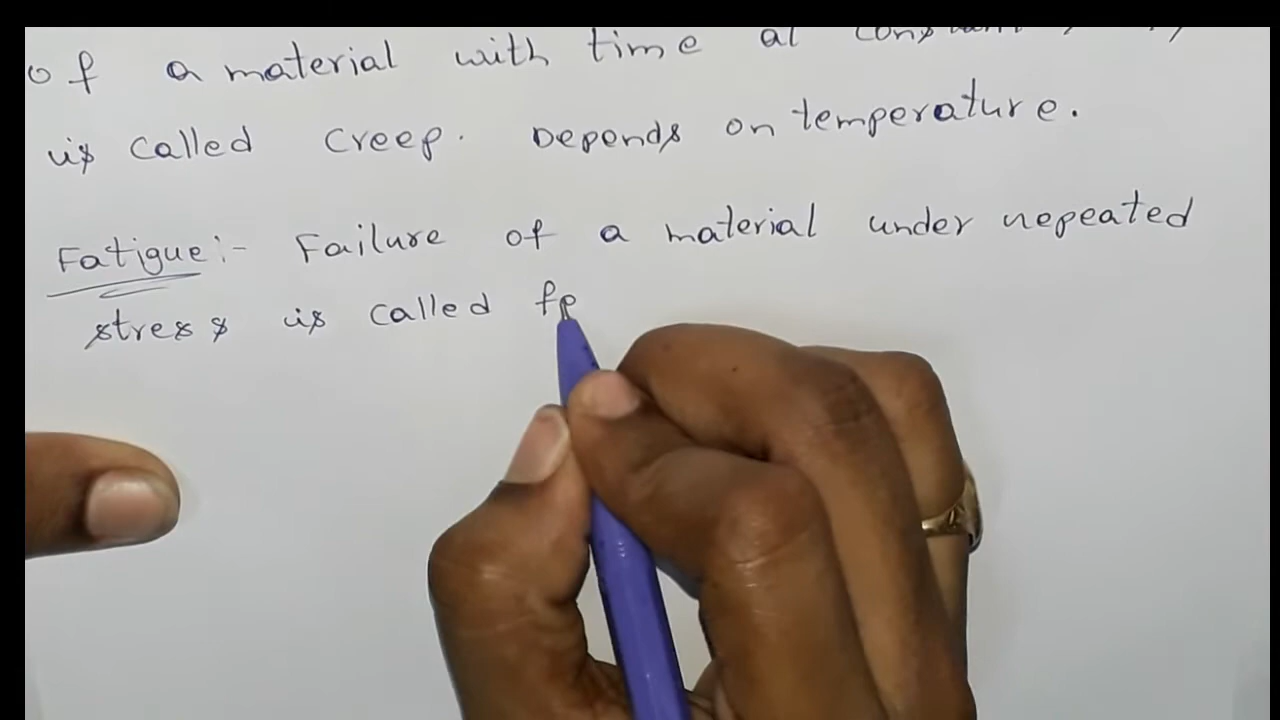 of a material with time at
is called creep. Depends on temperature.
Fatigue:- Failure of a material under repeated
stress is called